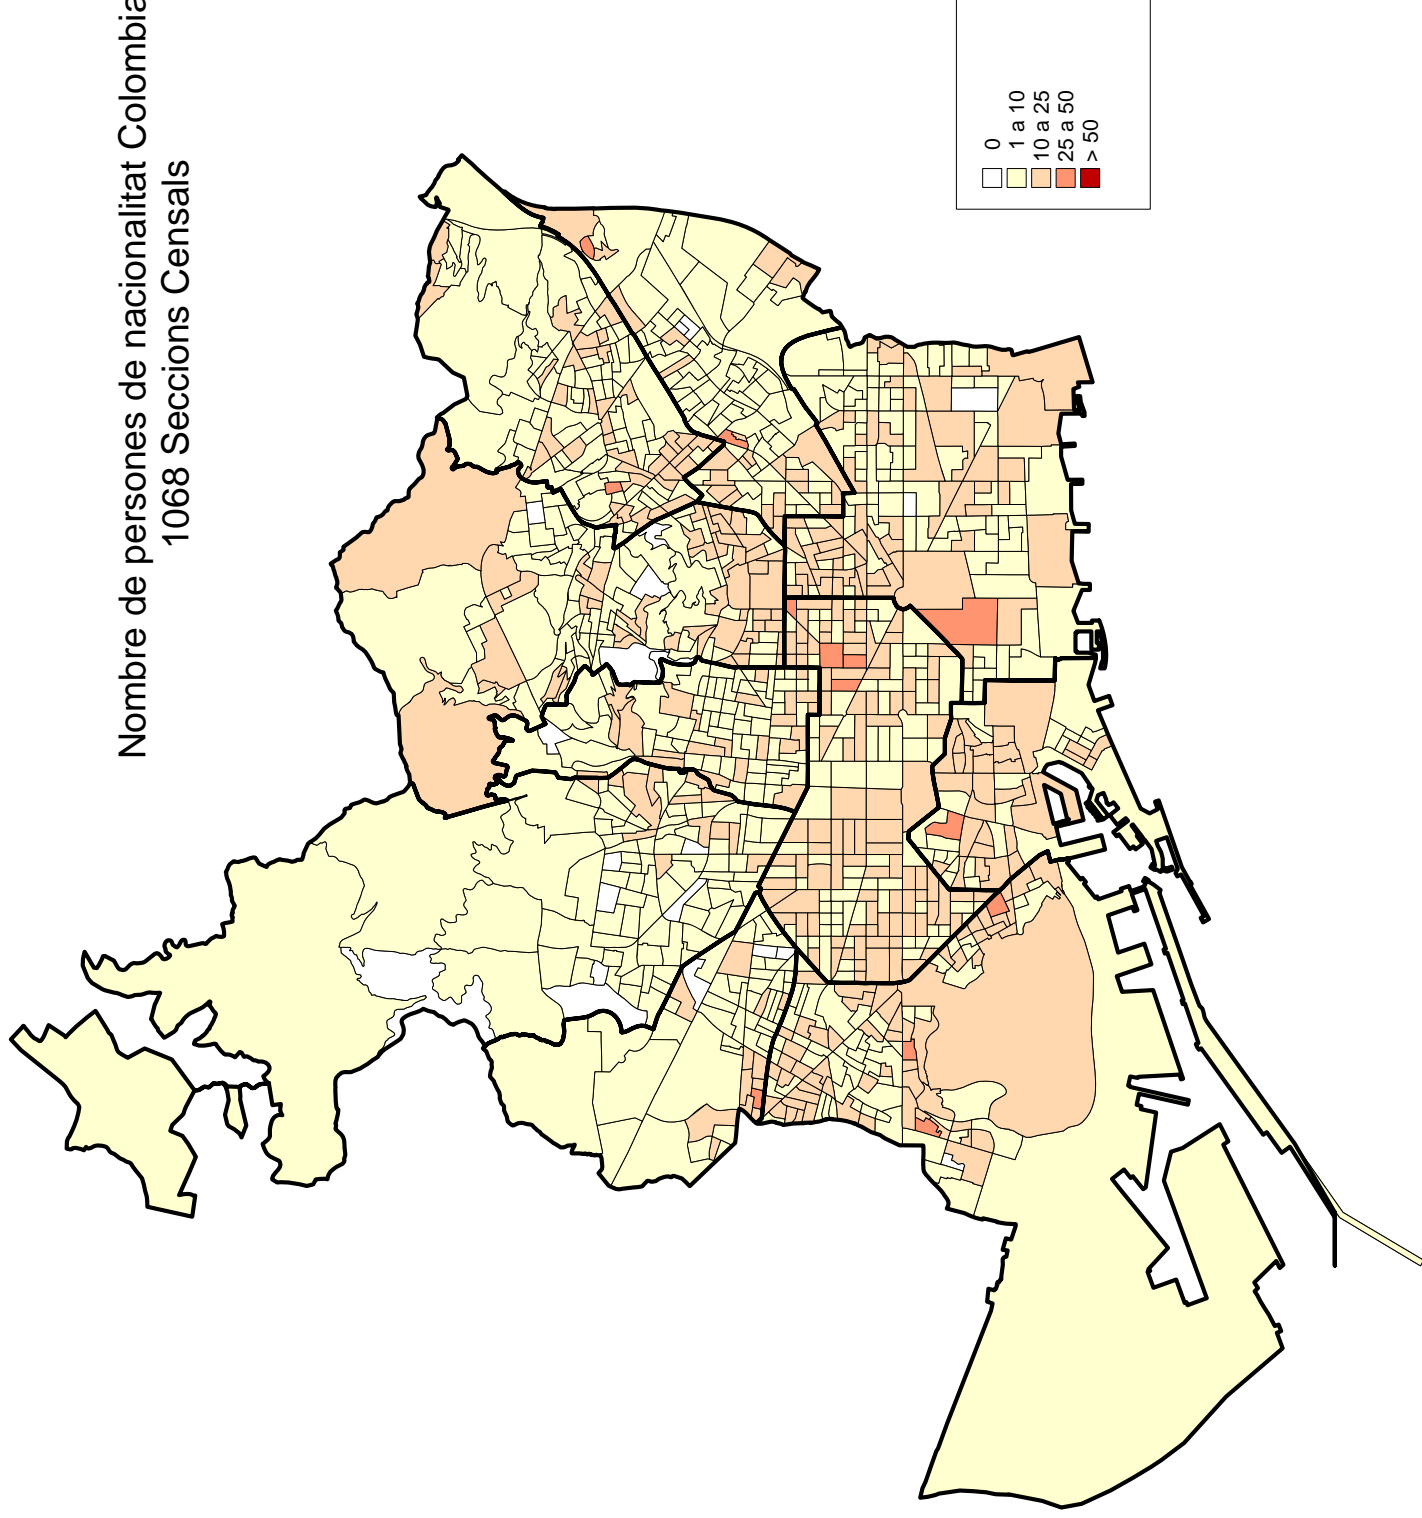 Nombre de persones de nacionalitat Colombia
1068 Seccions Censals
0
1 a 10
10 a 25
25 a 50
> 50